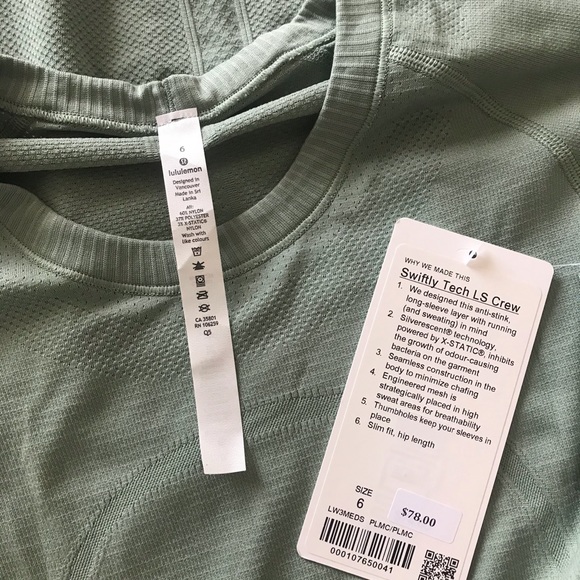 6
lululemon
Designed in
Vancouver
Made in Sri
Lanka
60% NYLON
37% POLYESTER
3% X-STATIC®
NYLON
Wash with
like colours
CA 35801
RN 106259
WHY WE MADE THIS
Swiftly Tech LS Crew
1. We designed this anti-stink,
long-sleeve layer with running
(and sweating) in mind
2. Silverescent® technology,
powered by X-STATIC®, inhibits
the growth of odour-causing
bacteria on the garment
3. Seamless construction in the
body to minimize chafing
4. Engineered mesh is
strategically placed in high
sweat areas for breathability
5. Thumbholes keep your sleeves in
place
6. Slim fit, hip length
SIZE
6
$78.00
LW3MEDS PLMC/PLMC
000107650041